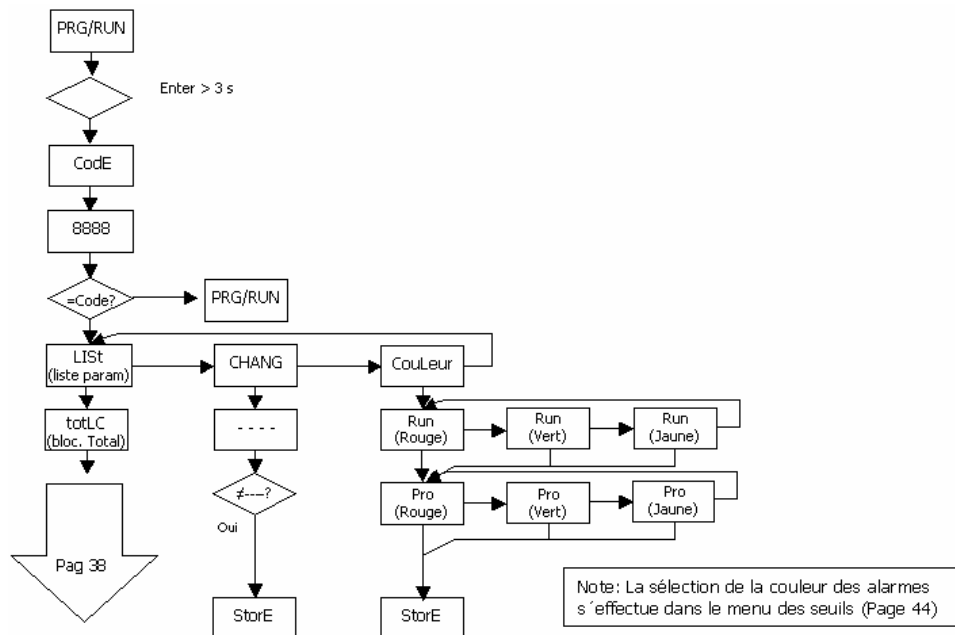 PRG/RUN
Enter > 3 s
CodE
8888
=Code?
PRG/RUN
LISt
(liste param)
CHANG
CouLeur
totLC
(bloc. Total)
- - - -
Run
(Rouge)
Run
(Vert)
Run
(Jaune)
≠----?
Oui
Pro
(Rouge)
Pro
(Vert)
Pro
(Jaune)
Pag 38
StorE
StorE
Note: La sélection de la couleur des alarmes
s´effectue dans le menu des seuils (Page 44)